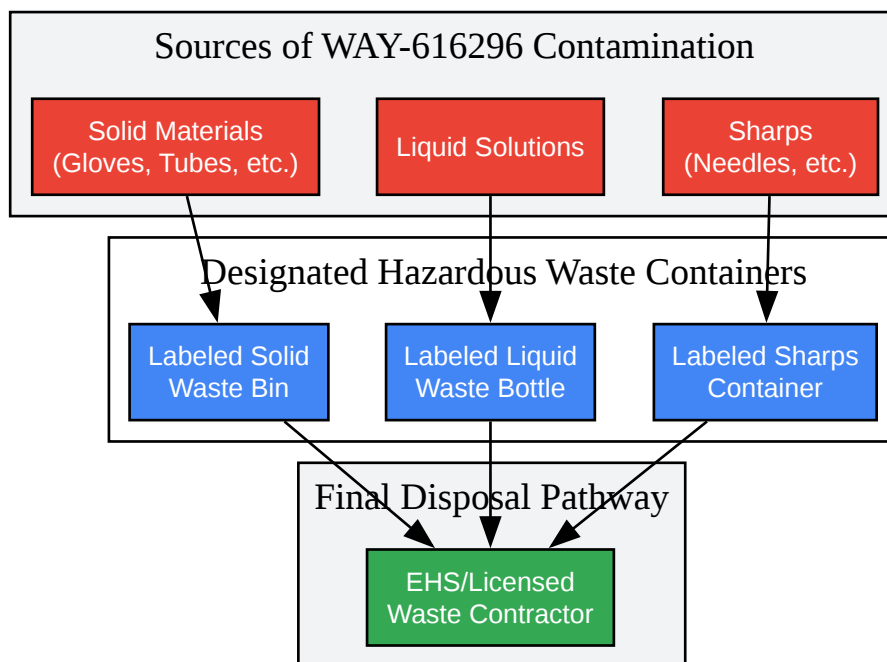 Sources of WAY-616296 Contamination
Solid Materials
(Gloves, Tubes, etc.)
Liquid Solutions
Sharps
(Needles, etc.)
Designated Hazardous Waste Containers
Labeled Solid
Waste Bin
Labeled Liquid
Waste Bottle
Labeled Sharps
Container
Final Disposal Pathway
EHS/Licensed
Waste Contractor